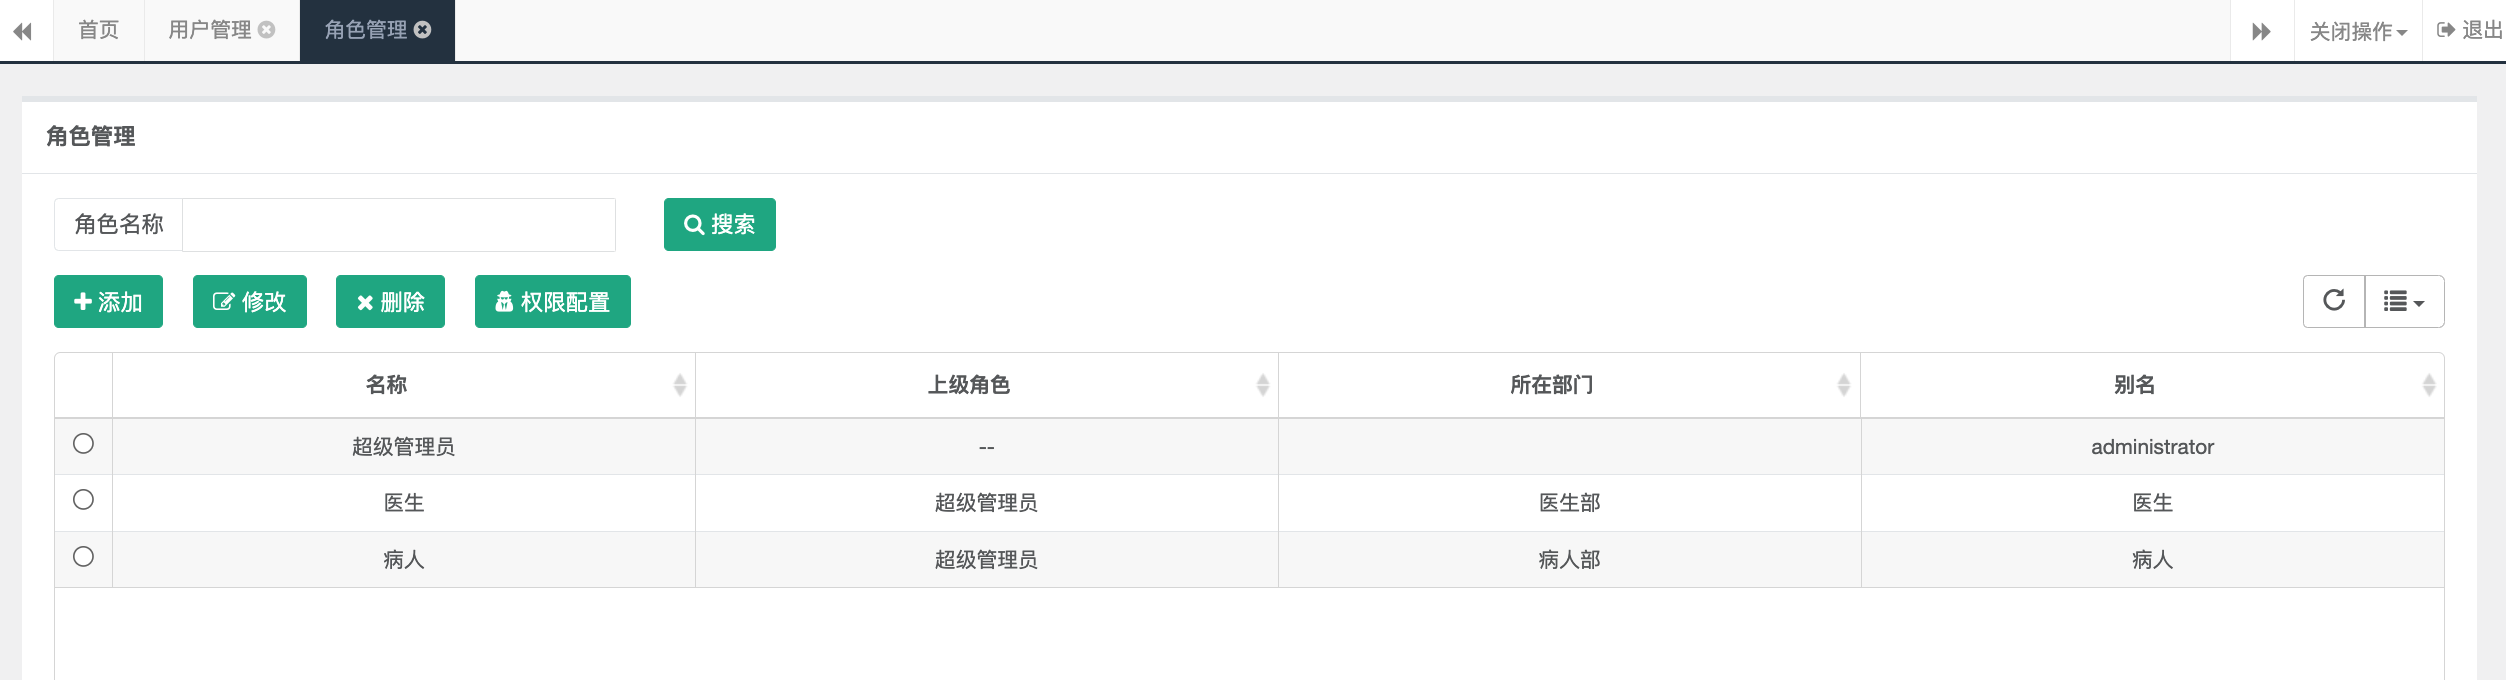 首页 用户管理 角色管理 关闭操作 退出
角色管理
角色名称 搜索
添加 修改 删除 权限配置
名称 上级角色 所在部门 别名
超级管理员 -- administrator
医生 超级管理员 医生部 医生
病人 超级管理员 病人部 病人